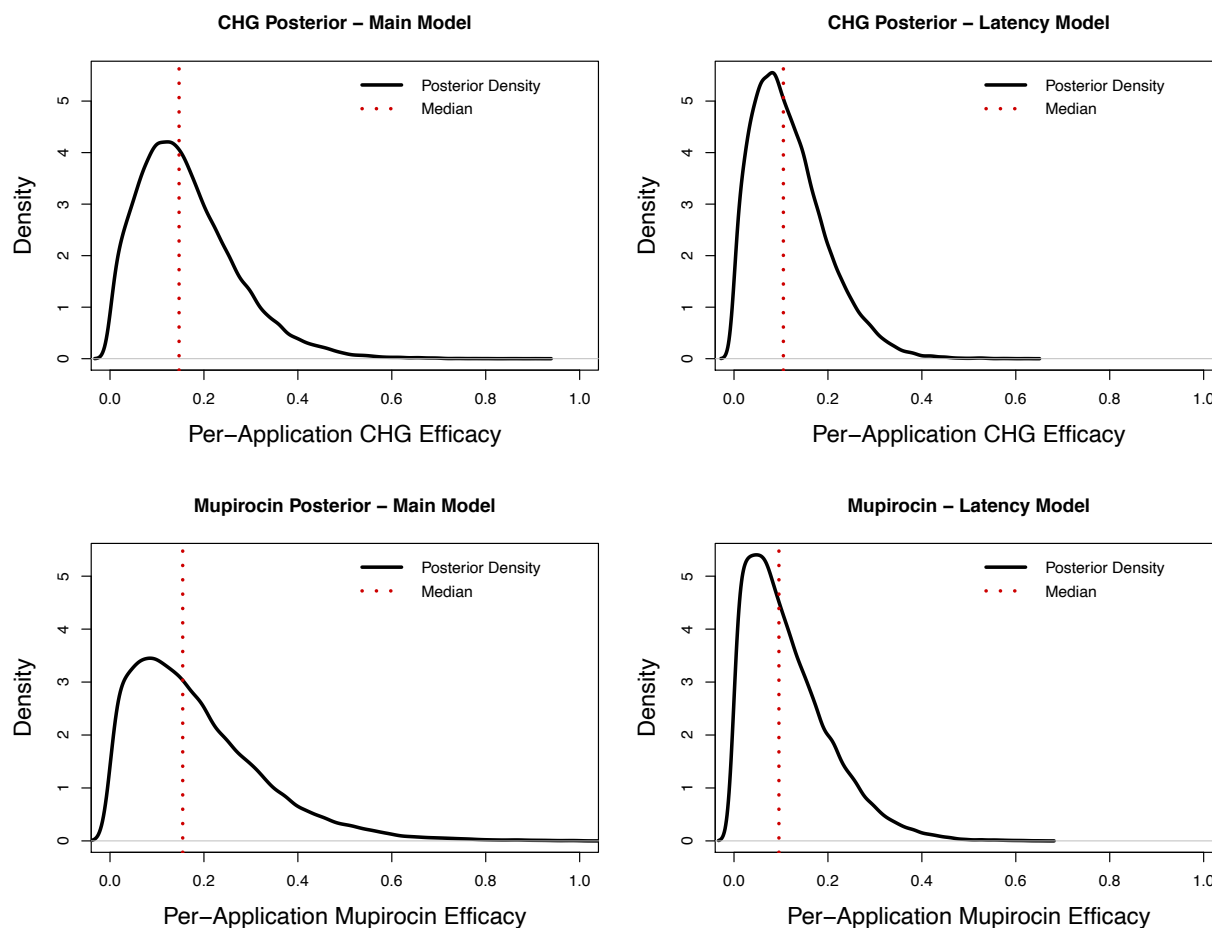 CHG Posterior – Main Model
Posterior Density
Median
Density
0 1 2 3 4 5
0.0 0.2 0.4 0.6 0.8 1.0
Per−Application CHG Efficacy
CHG Posterior – Latency Model
Posterior Density
Median
Density
0 1 2 3 4 5
0.0 0.2 0.4 0.6 0.8 1.0
Per−Application CHG Efficacy
Mupirocin Posterior – Main Model
Posterior Density
Median
Density
0 1 2 3 4 5
0.0 0.2 0.4 0.6 0.8 1.0
Per−Application Mupirocin Efficacy
Mupirocin – Latency Model
Posterior Density
Median
Density
0 1 2 3 4 5
0.0 0.2 0.4 0.6 0.8 1.0
Per−Application Mupirocin Efficacy